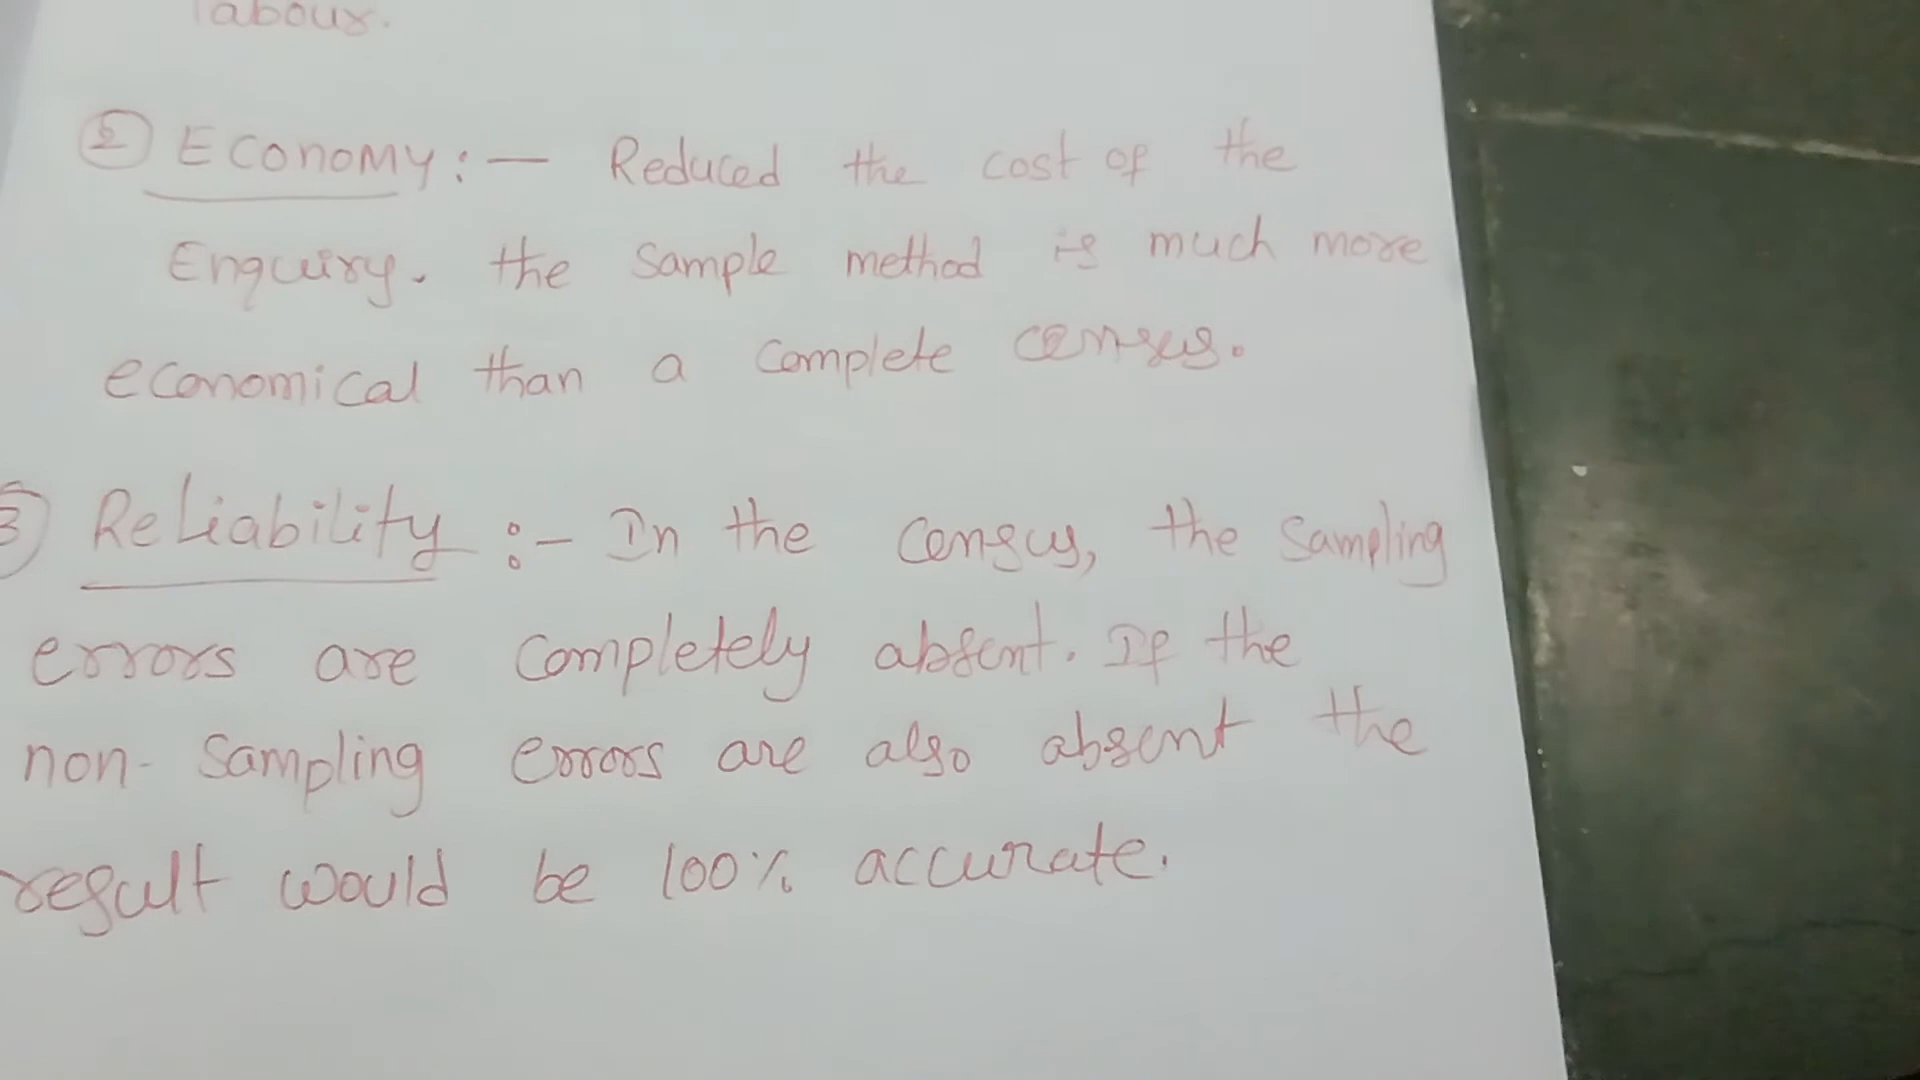 labour.
② Economy :— Reduced the cost of the
Enquiry. the Sample method is much more
economical than a complete census.
③ Reliability :- In the census, the sampling
errors are completely absent. If the
non-sampling errors are also absent the
result would be 100% accurate.